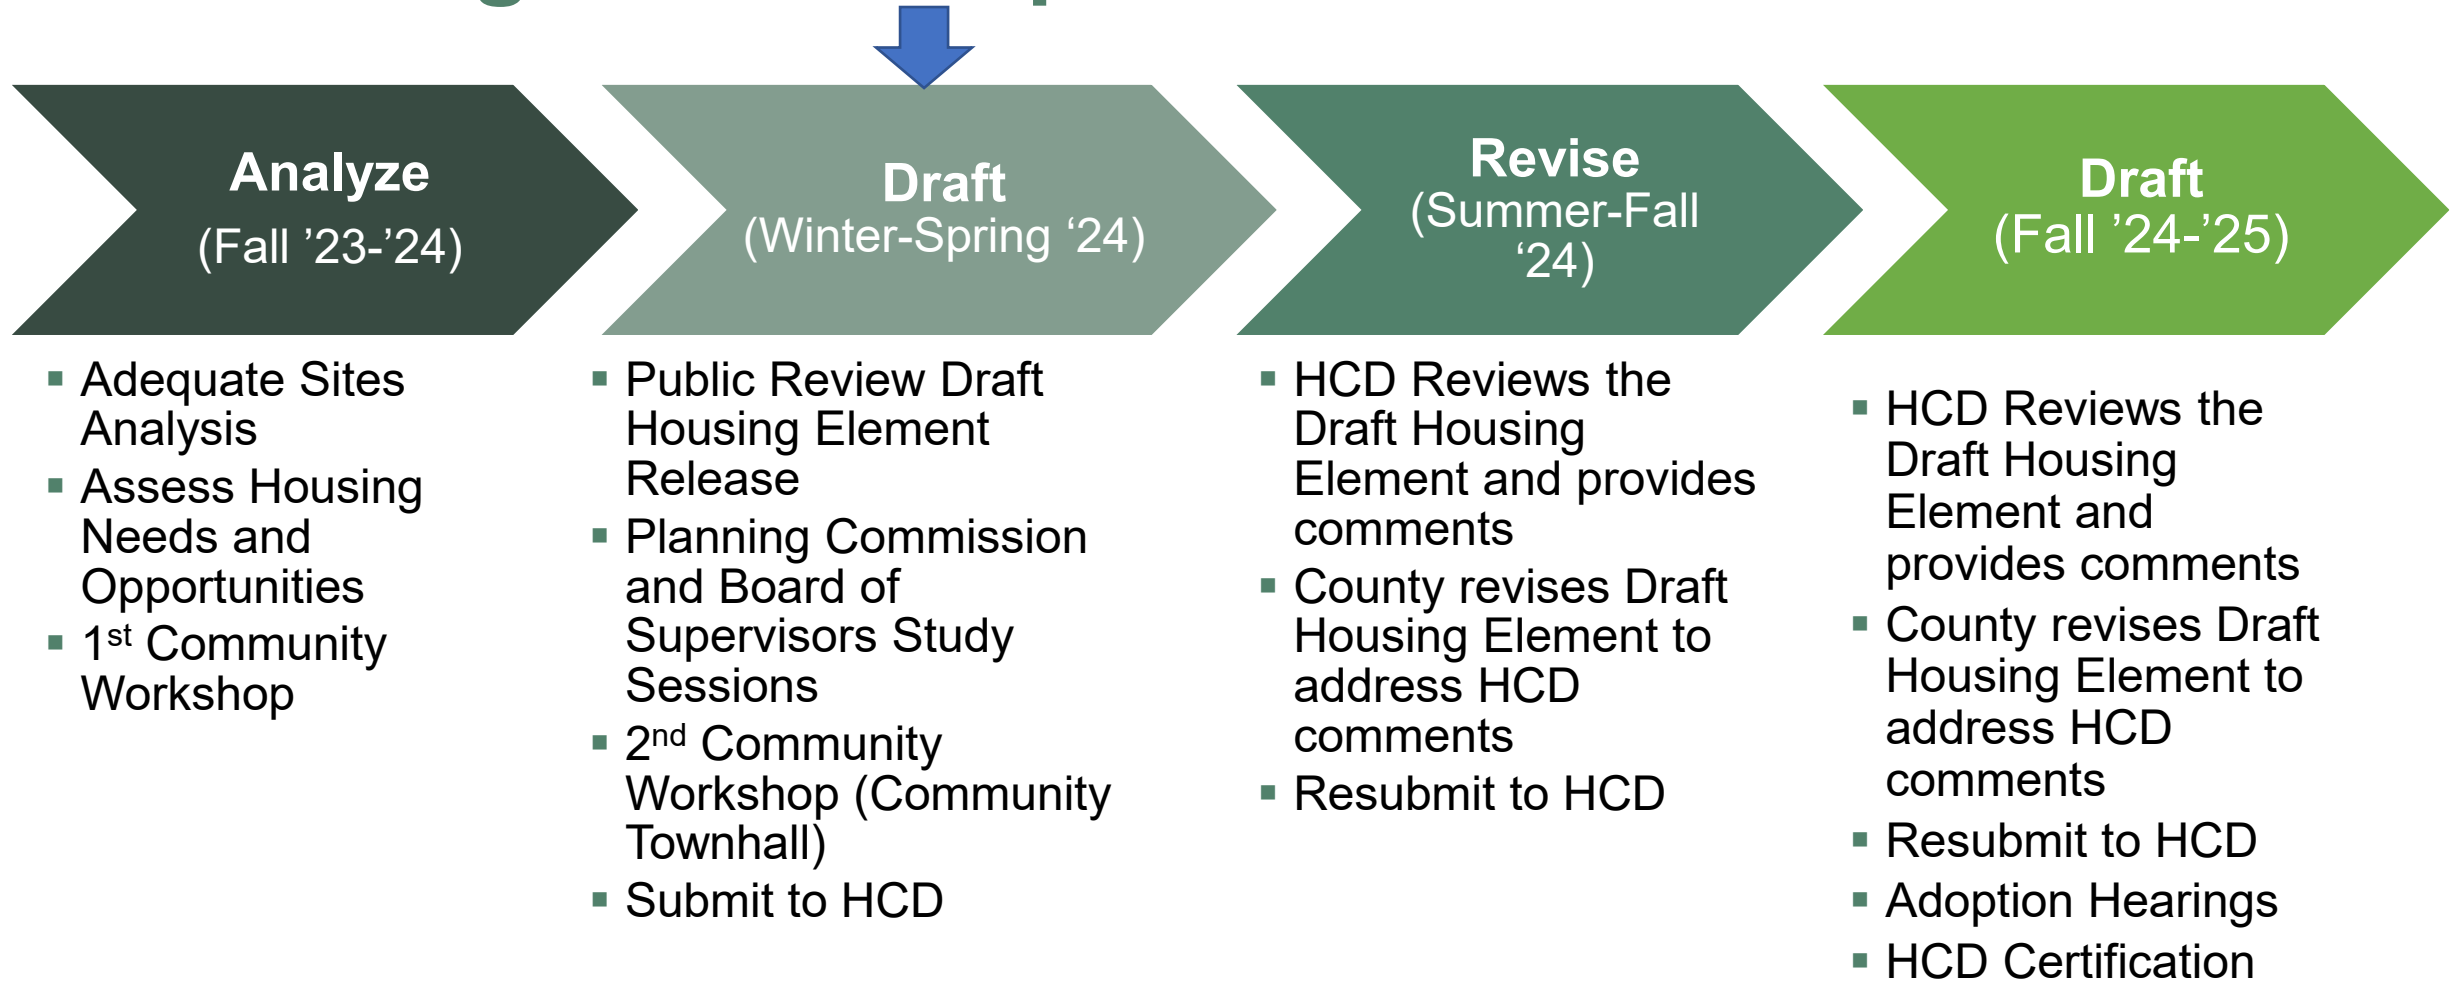 Analyze
(Fall ’23-’24)
▪ Adequate Sites
Analysis
▪ Assess Housing
Needs and
Opportunities
▪ 1st Community
Workshop
Draft
(Winter-Spring ‘24)
▪ Public Review Draft
Housing Element
Release
▪ Planning Commission
and Board of
Supervisors Study
Sessions
▪ 2nd Community
Workshop (Community
Townhall)
▪ Submit to HCD
Revise
(Summer-Fall
‘24)
▪ HCD Reviews the
Draft Housing
Element and provides
comments
▪ County revises Draft
Housing Element to
address HCD
comments
▪ Resubmit to HCD
Draft
(Fall ’24-’25)
▪ HCD Reviews the
Draft Housing
Element and
provides comments
▪ County revises Draft
Housing Element to
address HCD
comments
▪ Resubmit to HCD
▪ Adoption Hearings
▪ HCD Certification